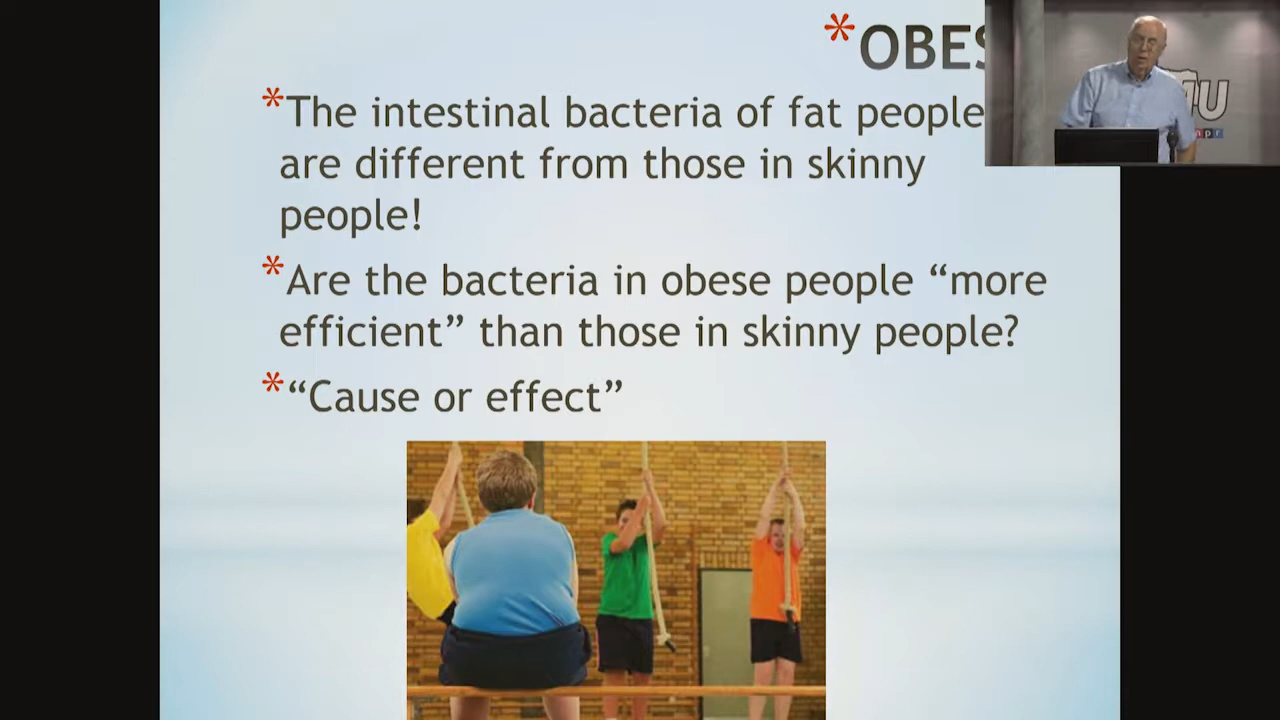 *OBES
*The intestinal bacteria of fat people
are different from those in skinny
people!
*Are the bacteria in obese people “more
efficient” than those in skinny people?
*“Cause or effect”
U
npr